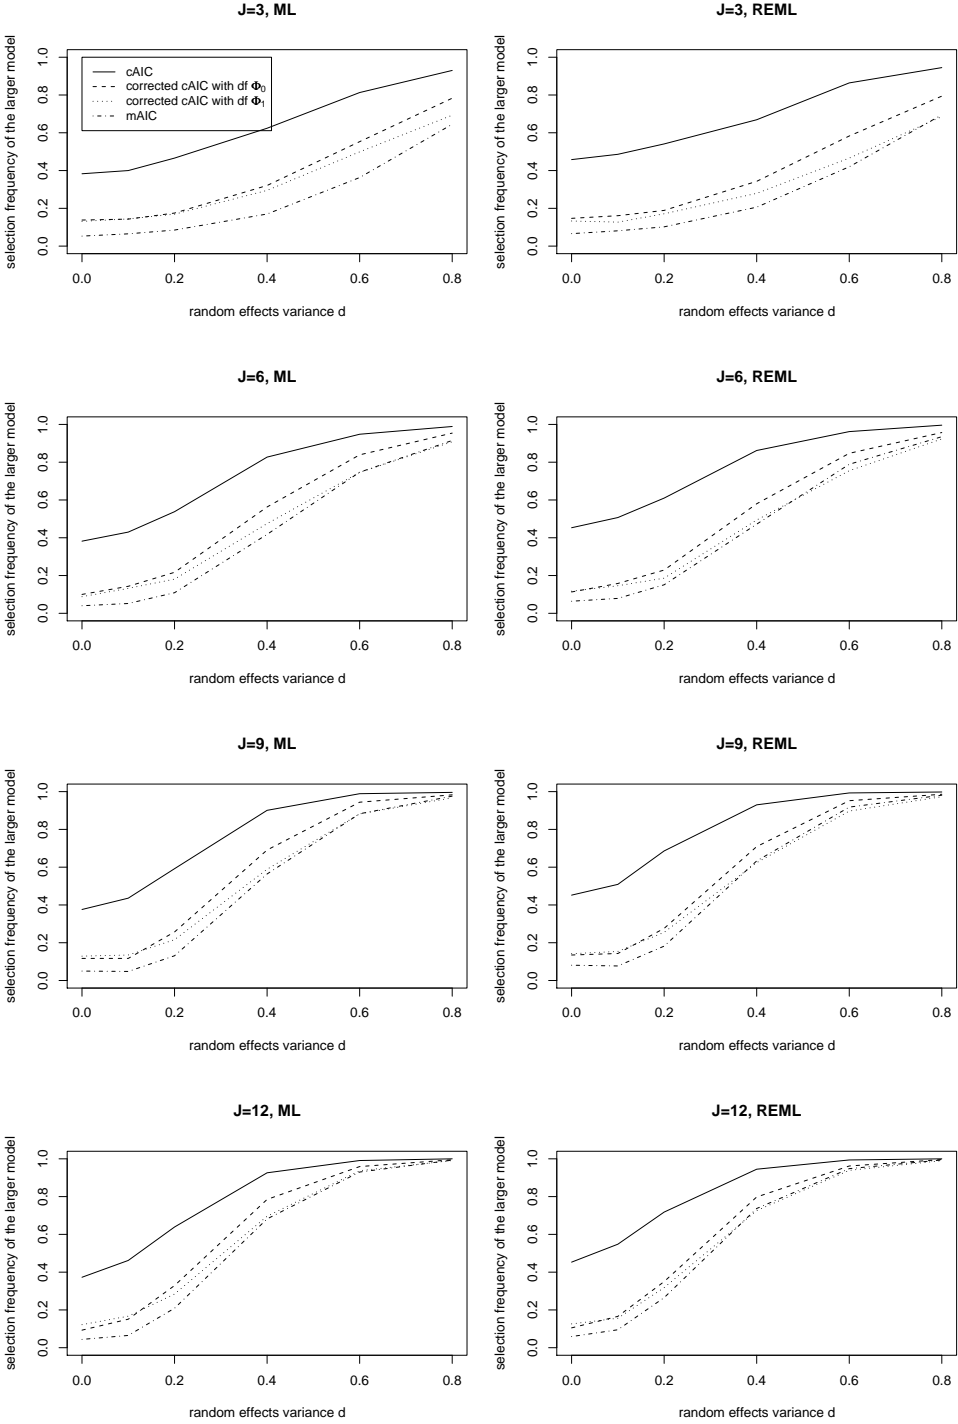 J=3, ML
selection frequency of the larger model
1.0
0.8
0.6
0.4
0.2
0.0
cAIC
corrected cAIC with df Φ₀
corrected cAIC with df Φ₁
mAIC
0.0 0.2 0.4 0.6 0.8
random effects variance d
J=3, REML
selection frequency of the larger model
1.0
0.8
0.6
0.4
0.2
0.0
0.0 0.2 0.4 0.6 0.8
random effects variance d
J=6, ML
selection frequency of the larger model
1.0
0.8
0.6
0.4
0.2
0.0
0.0 0.2 0.4 0.6 0.8
random effects variance d
J=6, REML
selection frequency of the larger model
1.0
0.8
0.6
0.4
0.2
0.0
0.0 0.2 0.4 0.6 0.8
random effects variance d
J=9, ML
selection frequency of the larger model
1.0
0.8
0.6
0.4
0.2
0.0
0.0 0.2 0.4 0.6 0.8
random effects variance d
J=9, REML
selection frequency of the larger model
1.0
0.8
0.6
0.4
0.2
0.0
0.0 0.2 0.4 0.6 0.8
random effects variance d
J=12, ML
selection frequency of the larger model
1.0
0.8
0.6
0.4
0.2
0.0
0.0 0.2 0.4 0.6 0.8
random effects variance d
J=12, REML
selection frequency of the larger model
1.0
0.8
0.6
0.4
0.2
0.0
0.0 0.2 0.4 0.6 0.8
random effects variance d